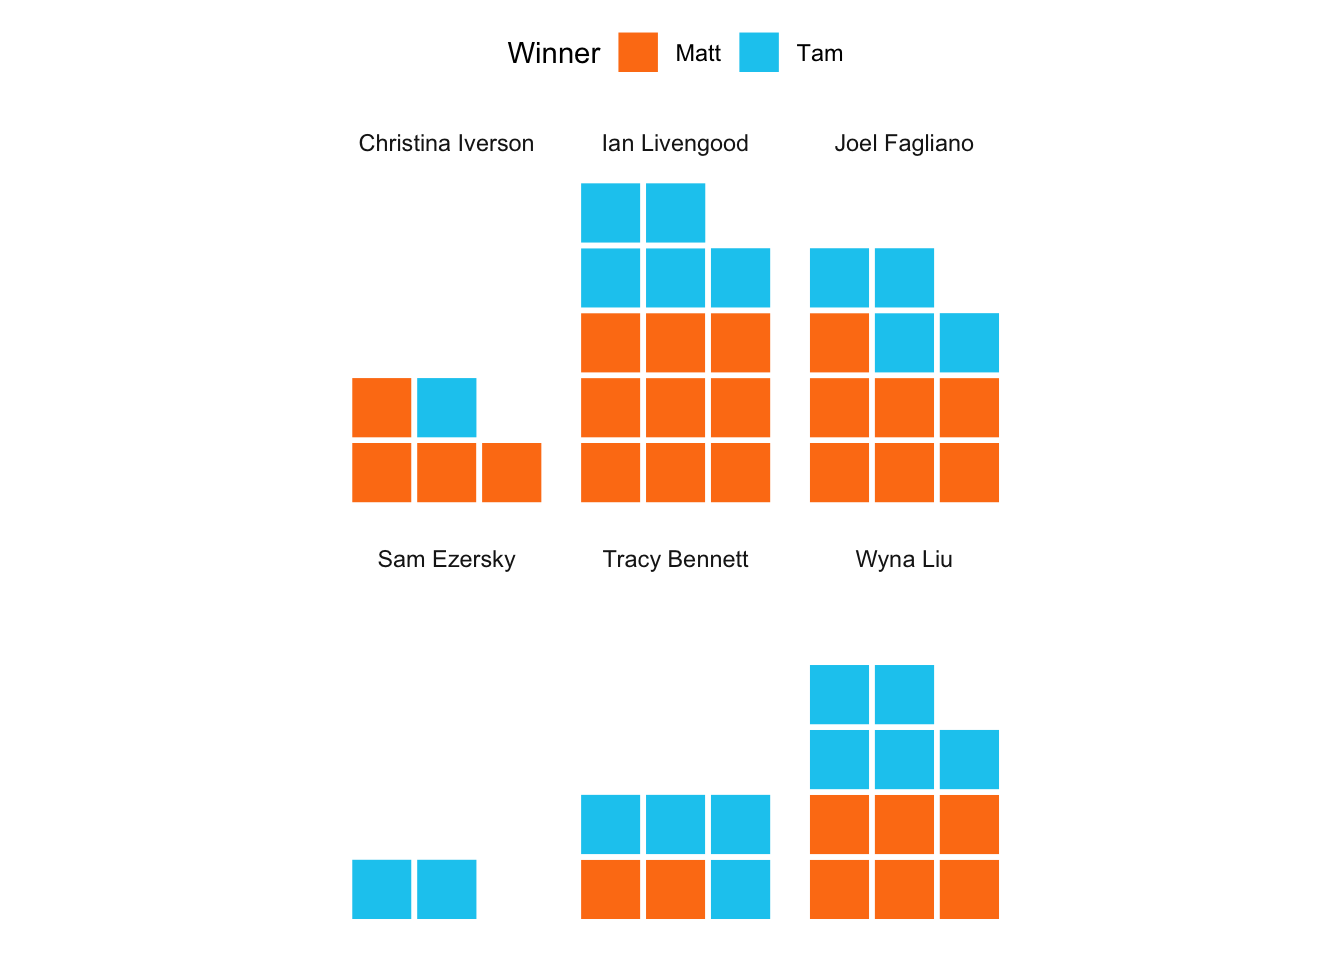 Winner Matt Tam
Christina Iverson Ian Livengood Joel Fagliano
Sam Ezersky Tracy Bennett Wyna Liu